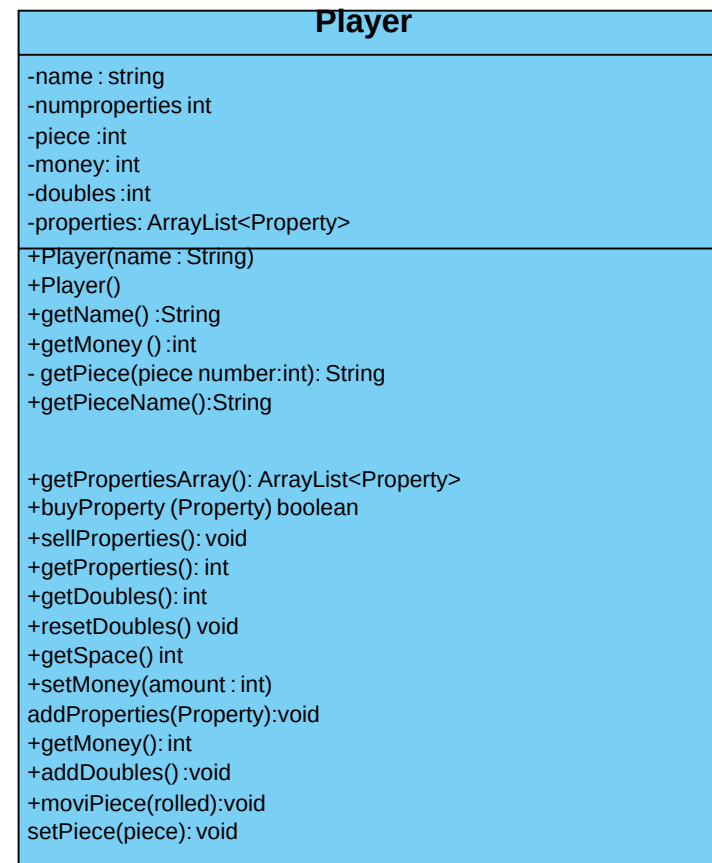 Player
-name : string
-numproperties int
-piece :int
-money: int
-doubles :int
-properties: ArrayList<Property>
+Player(name : String)
+Player()
+getName() :String
+getMoney () :int
- getPiece(piece number:int): String
+getPieceName():String
+getPropertiesArray(): ArrayList<Property>
+buyProperty (Property) boolean
+sellProperties(): void
+getProperties(): int
+getDoubles(): int
+resetDoubles() void
+getSpace() int
+setMoney(amount : int)
addProperties(Property):void
+getMoney(): int
+addDoubles() :void
+moviPiece(rolled):void
setPiece(piece): void